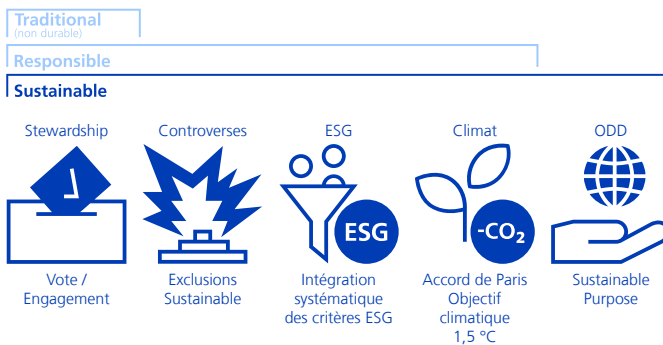 Traditional
(non durable)
Responsible
Sustainable
Stewardship
Controverses
ESG
Climat
ODD
ESG
-CO₂
Vote /
Engagement
Exclusions
Sustainable
Intégration
systématique
des critères ESG
Accord de Paris
Objectif
climatique
1,5 °C
Sustainable
Purpose